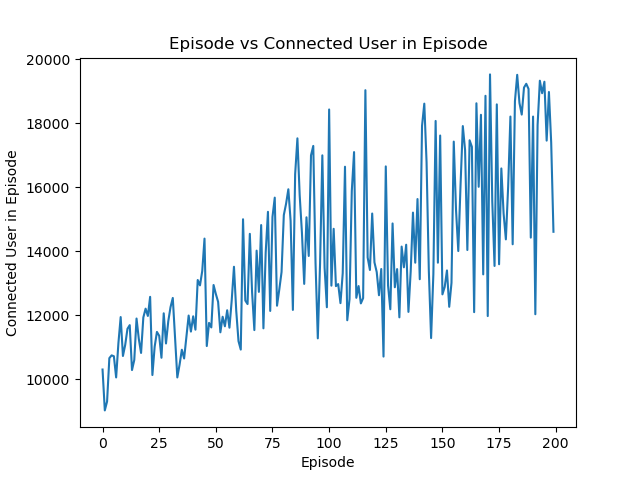 Episode vs Connected User in Episode
Connected User in Episode
20000
18000
16000
14000
12000
10000
0 25 50 75 100 125 150 175 200
Episode